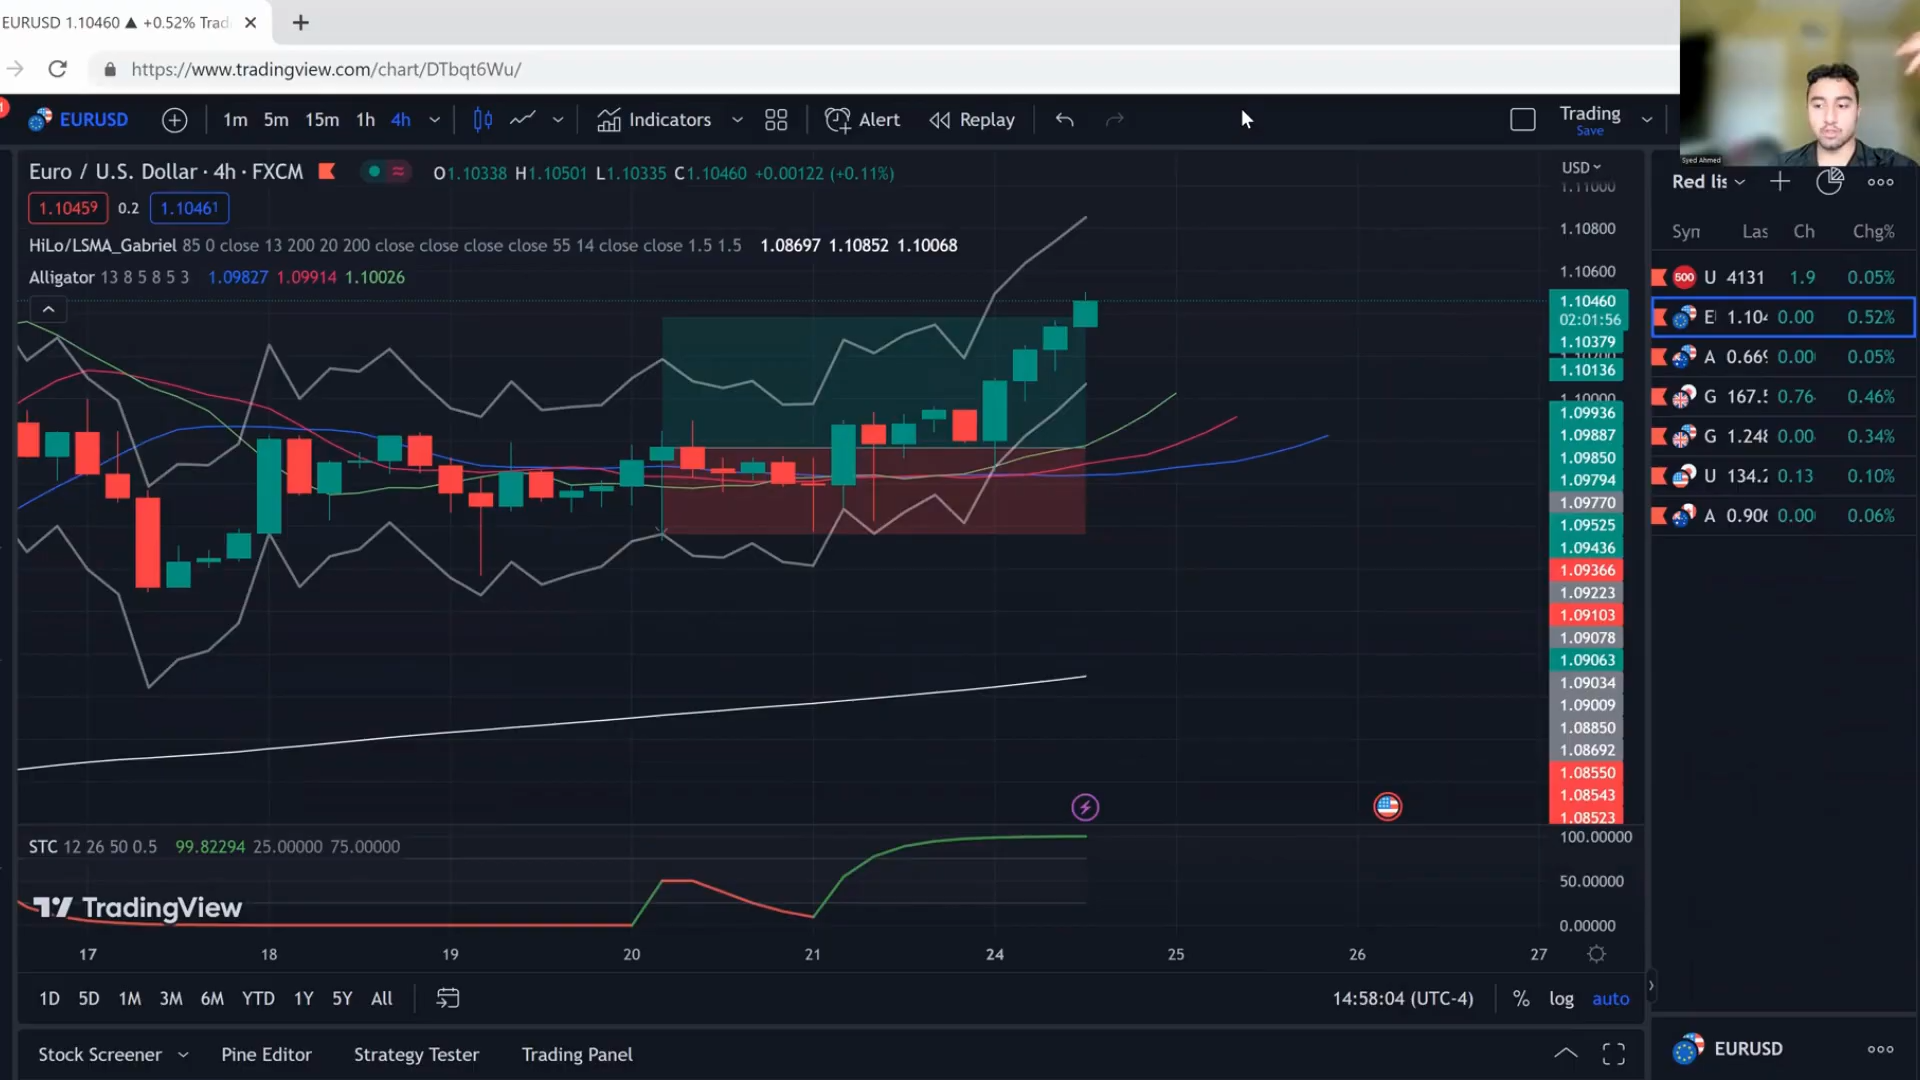 EURUSD 1.10460 ▲ +0.52% Trad
https://www.tradingview.com/chart/DTbqt6Wu/
EURUSD 1m 5m 15m 1h 4h Indicators Alert Replay Trading
Save
Syed Ahmed
Euro / U.S. Dollar · 4h · FXCM O1.10338 H1.10501 L1.10335 C1.10460 +0.00122 (+0.11%)
1.10459 0.2 1.10461
HiLo/LSMA_Gabriel 85 0 close 13 200 20 200 close close close close 55 14 close close 1.5 1.5 1.08697 1.10852 1.10068
Alligator 13 8 5 8 5 3 1.09827 1.09914 1.10026
USD
1.11000
1.10800
1.10600
1.10460
02:01:56
1.10379
1.10136
1.10000
1.09936
1.09887
1.09850
1.09794
1.09770
1.09525
1.09436
1.09366
1.09223
1.09103
1.09078
1.09063
1.09034
1.09009
1.08850
1.08692
1.08550
1.08543
1.08523
Red lis
Syn Las Ch Chg%
500 U 4131 1.9 0.05%
E 1.10 0.00 0.52%
A 0.669 0.00 0.05%
G 167.5 0.76 0.46%
G 1.248 0.00 0.34%
U 134.2 0.13 0.10%
A 0.906 0.00 0.06%
STC 12 26 50 0.5 99.82294 25.00000 75.00000
100.00000
50.00000
0.00000
TradingView
17 18 19 20 21 24 25 26 27
1D 5D 1M 3M 6M YTD 1Y 5Y All 14:58:04 (UTC-4) % log auto
Stock Screener Pine Editor Strategy Tester Trading Panel
EURUSD